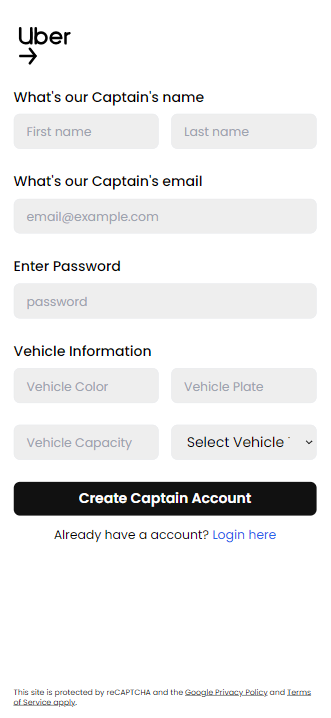 Uber
What's our Captain's name
First name Last name
What's our Captain's email
email@example.com
Enter Password
password
Vehicle Information
Vehicle Color Vehicle Plate
Vehicle Capacity Select Vehicle
Create Captain Account
Already have a account? Login here
This site is protected by reCAPTCHA and the Google Privacy Policy and Terms
of Service apply.